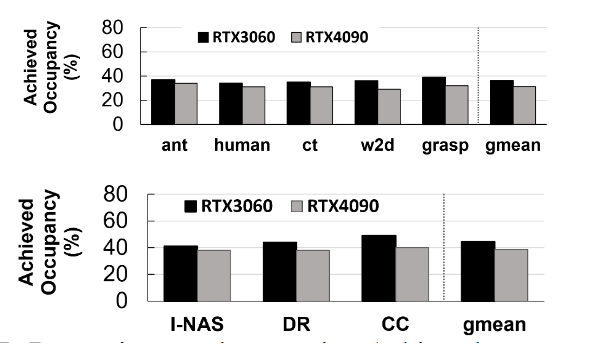 Achieved
Occupancy
(%)
80
60
40
20
0
RTX3060 RTX4090
ant human ct w2d grasp gmean
Achieved
Occupancy
(%)
80
60
40
20
0
RTX3060 RTX4090
I-NAS DR CC gmean